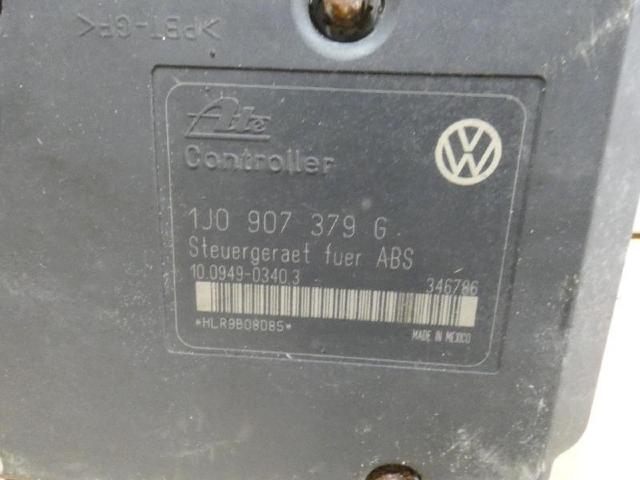 >PBT-GF<
Ate
Controller
VW
1J0 907 379 G
Steuergeraet fuer ABS
10.0949-0340.3 346786
*HLR9B08085*
MADE IN MEXICO